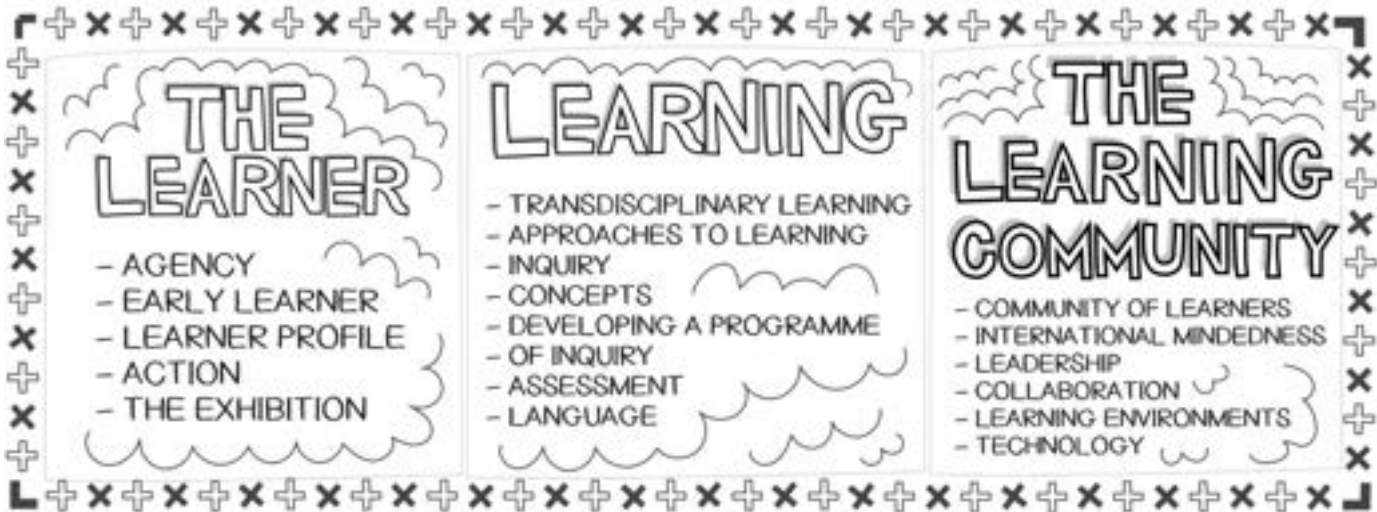 THE
LEARNER
- AGENCY
- EARLY LEARNER
- LEARNER PROFILE
- ACTION
- THE EXHIBITION
LEARNING
- TRANSDISCIPLINARY LEARNING
- APPROACHES TO LEARNING
- INQUIRY
- CONCEPTS
- DEVELOPING A PROGRAMME
- OF INQUIRY
- ASSESSMENT
- LANGUAGE
THE
LEARNING
COMMUNITY
- COMMUNITY OF LEARNERS
- INTERNATIONAL MINDEDNESS
- LEADERSHIP
- COLLABORATION
- LEARNING ENVIRONMENTS
- TECHNOLOGY